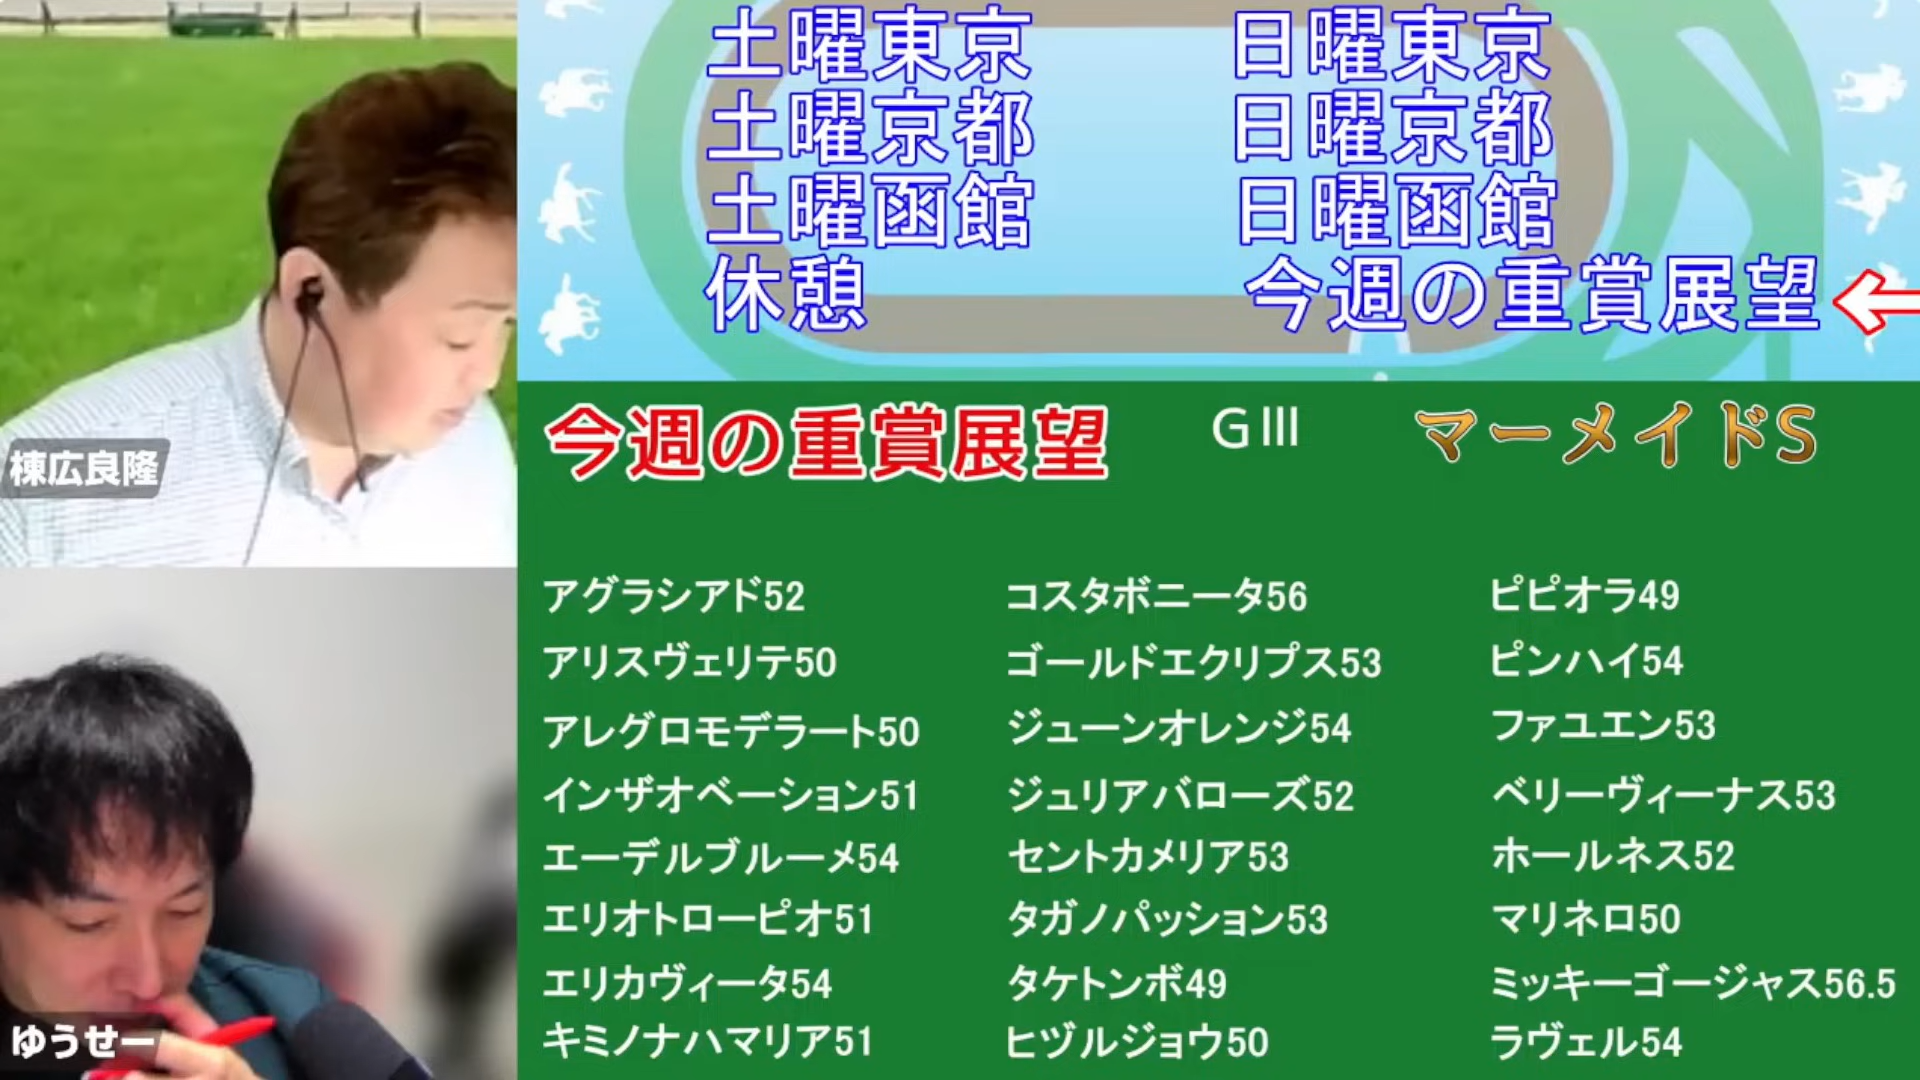 土曜東京
日曜東京
土曜京都
日曜京都
土曜函館
日曜函館
休憩
今週の重賞展望
棟広良隆
今週の重賞展望
GⅢ
マーメイドS
アグラシアド52
アリスヴェリテ50
アレグロモデラート50
インザオベーション51
エーデルブルーメ54
エリオトローピオ51
エリカヴィータ54
キミノナハマリア51
コスタボニータ56
ゴールドエクリプス53
ジューンオレンジ54
ジュリアバローズ52
セントカメリア53
タガノパッション53
タケトンボ49
ヒヅルジョウ50
ピピオラ49
ピンハイ54
ファユエン53
ベリーヴィーナス53
ホールネス52
マリネロ50
ミッキーゴージャス56.5
ラヴェル54
ゆうせー